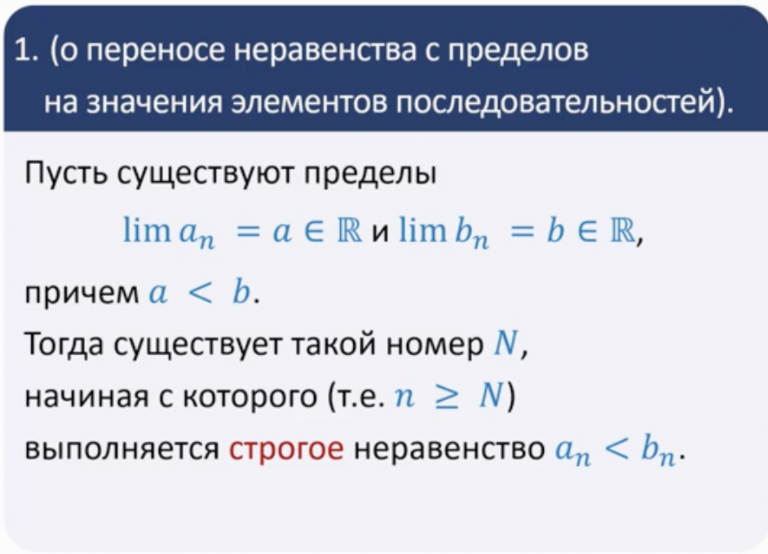 1. (о переносе неравенства с пределов
на значения элементов последовательностей).
Пусть существуют пределы
lim aₙ = a ∈ ℝ и lim bₙ = b ∈ ℝ,
причем a < b.
Тогда существует такой номер N,
начиная с которого (т.е. n ≥ N)
выполняется строгое неравенство aₙ < bₙ.